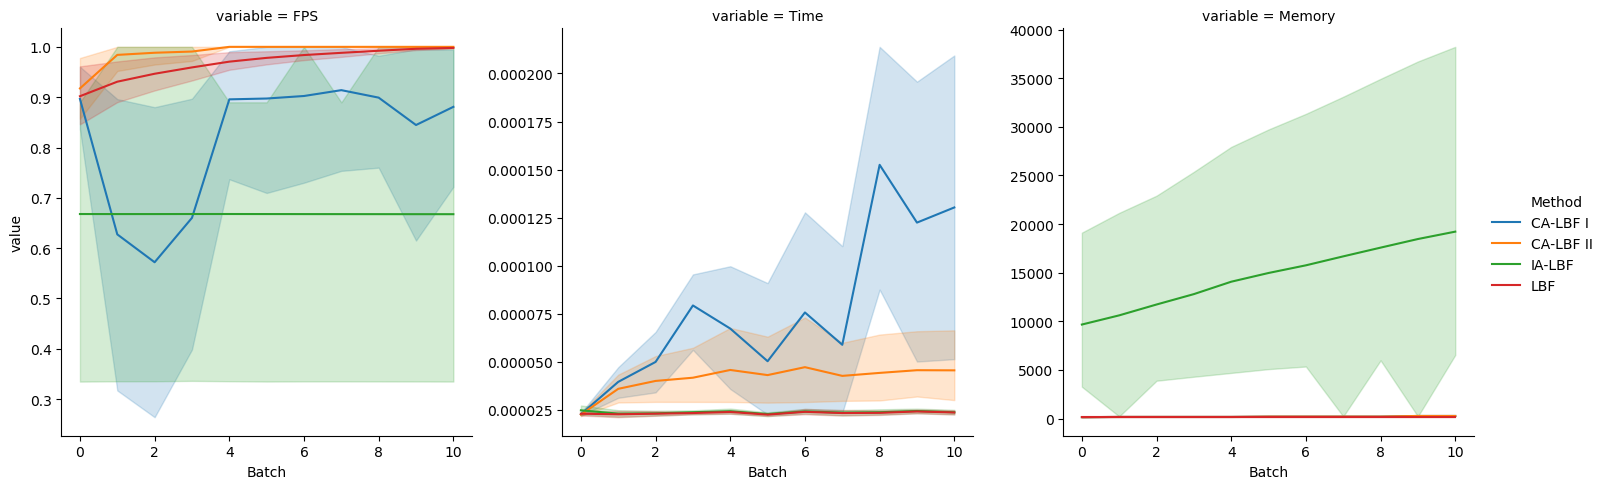 variable = FPS
1.0
0.9
0.8
0.7
0.6
0.5
0.4
0.3
value
0 2 4 6 8 10
Batch
variable = Time
0.000200
0.000175
0.000150
0.000125
0.000100
0.000075
0.000050
0.000025
0 2 4 6 8 10
Batch
variable = Memory
40000
35000
30000
25000
20000
15000
10000
5000
0
0 2 4 6 8 10
Batch
Method
CA-LBF I
CA-LBF II
IA-LBF
LBF